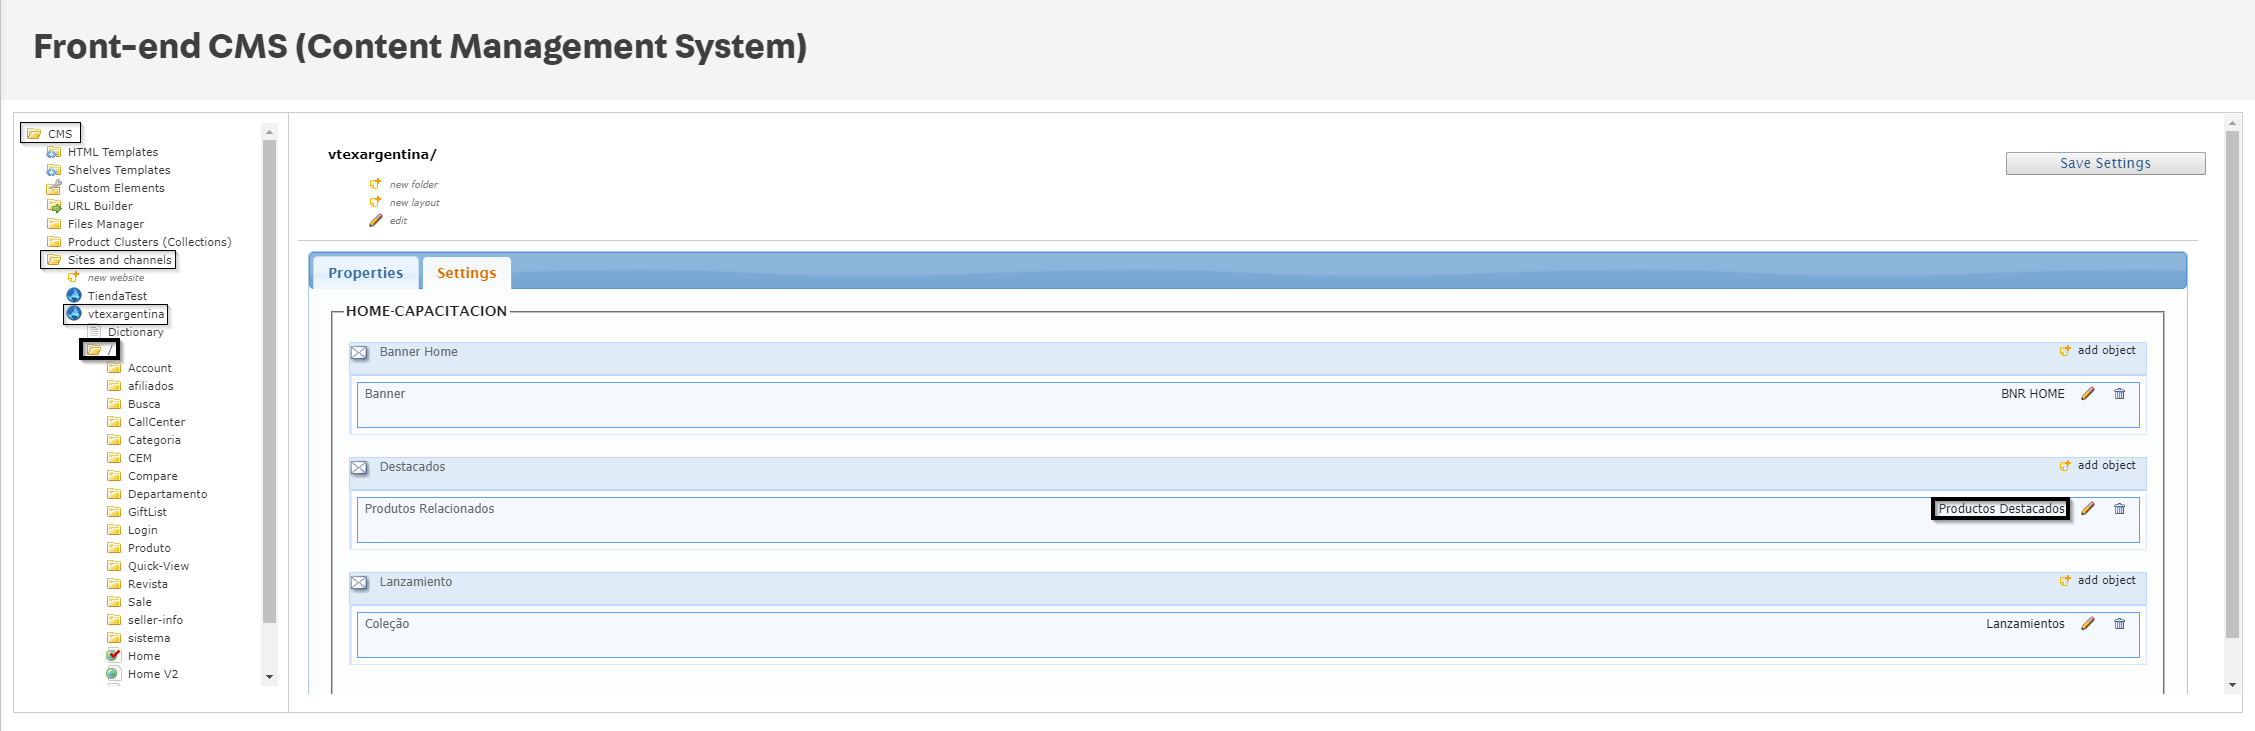 Front-end CMS (Content Management System)
CMS
HTML Templates
Shelves Templates
Custom Elements
URL Builder
Files Manager
Product Clusters (Collections)
Sites and channels
new website
TiendaTest
vtexargentina
Dictionary
/
Account
afiliados
Busca
CallCenter
Categoria
CEM
Compare
Departamento
GiftList
Login
Produto
Quick-View
Revista
Sale
seller-info
sistema
Home
Home V2
vtexargentina/
new folder
new layout
edit
Save Settings
Properties Settings
HOME-CAPACITACION
Banner Home add object
Banner BNR HOME
Destacados add object
Produtos Relacionados Productos Destacados
Lanzamiento add object
Coleção Lanzamientos